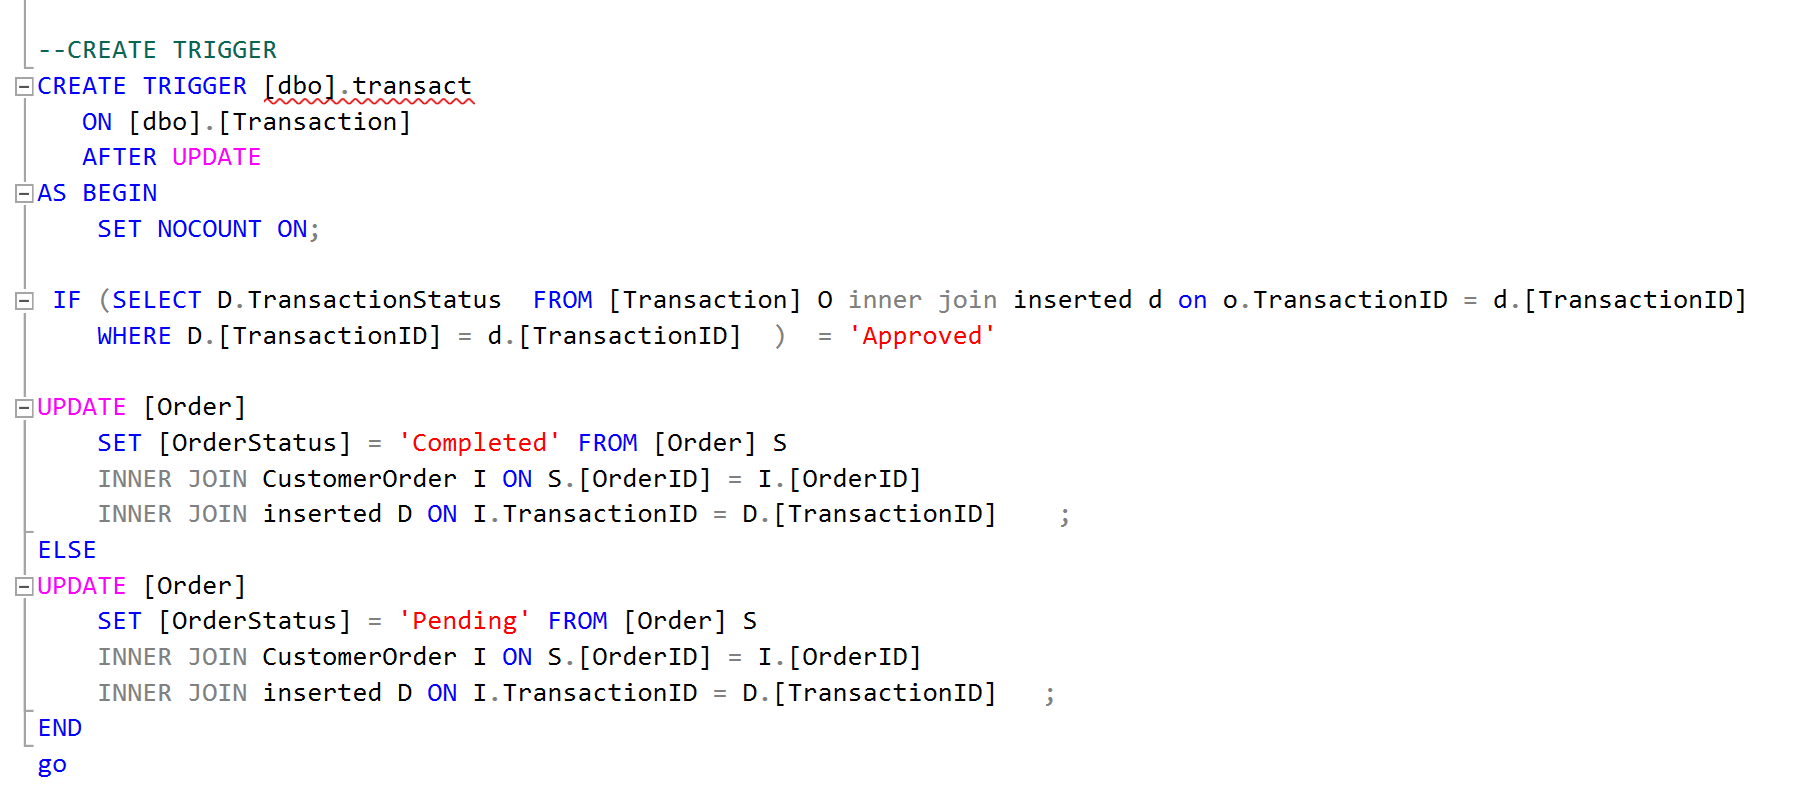 --CREATE TRIGGER
CREATE TRIGGER [dbo].transact
ON [dbo].[Transaction]
AFTER UPDATE
AS BEGIN
SET NOCOUNT ON;
IF (SELECT D.TransactionStatus  FROM [Transaction] O inner join inserted d on o.TransactionID = d.[TransactionID]
WHERE D.[TransactionID] = d.[TransactionID]  )  = 'Approved'
UPDATE [Order]
SET [OrderStatus] = 'Completed' FROM [Order] S
INNER JOIN CustomerOrder I ON S.[OrderID] = I.[OrderID]
INNER JOIN inserted D ON I.TransactionID = D.[TransactionID]    ;
ELSE
UPDATE [Order]
SET [OrderStatus] = 'Pending' FROM [Order] S
INNER JOIN CustomerOrder I ON S.[OrderID] = I.[OrderID]
INNER JOIN inserted D ON I.TransactionID = D.[TransactionID]   ;
END
go